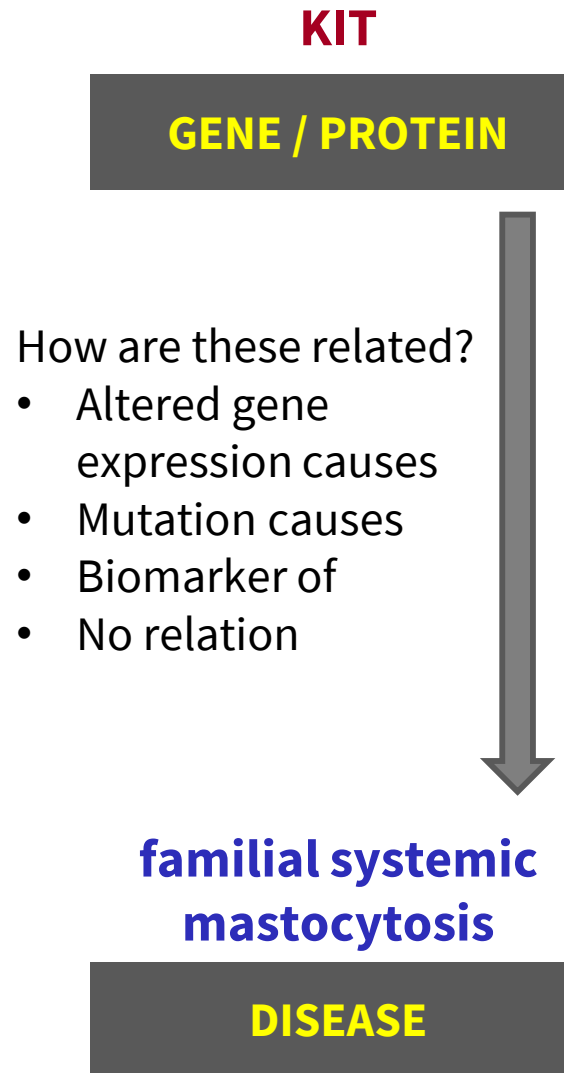 KIT
GENE / PROTEIN
How are these related?
• Altered gene
expression causes
• Mutation causes
• Biomarker of
• No relation
familial systemic
mastocytosis
DISEASE